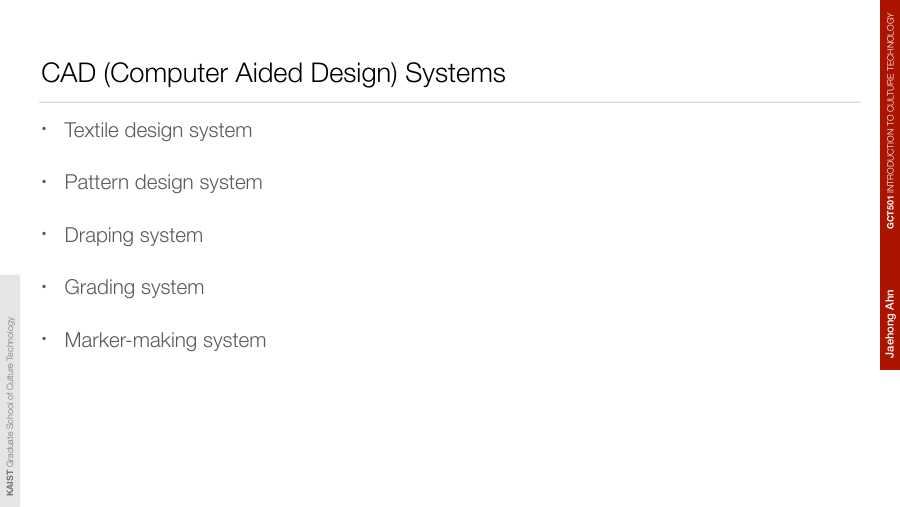 CAD (Computer Aided Design) Systems
• Textile design system
• Pattern design system
• Draping system
• Grading system
• Marker-making system
GCT501 INTRODUCTION TO CULTURE TECHNOLOGY
Jaehong Ahn
KAIST Graduate School of Culture Technology